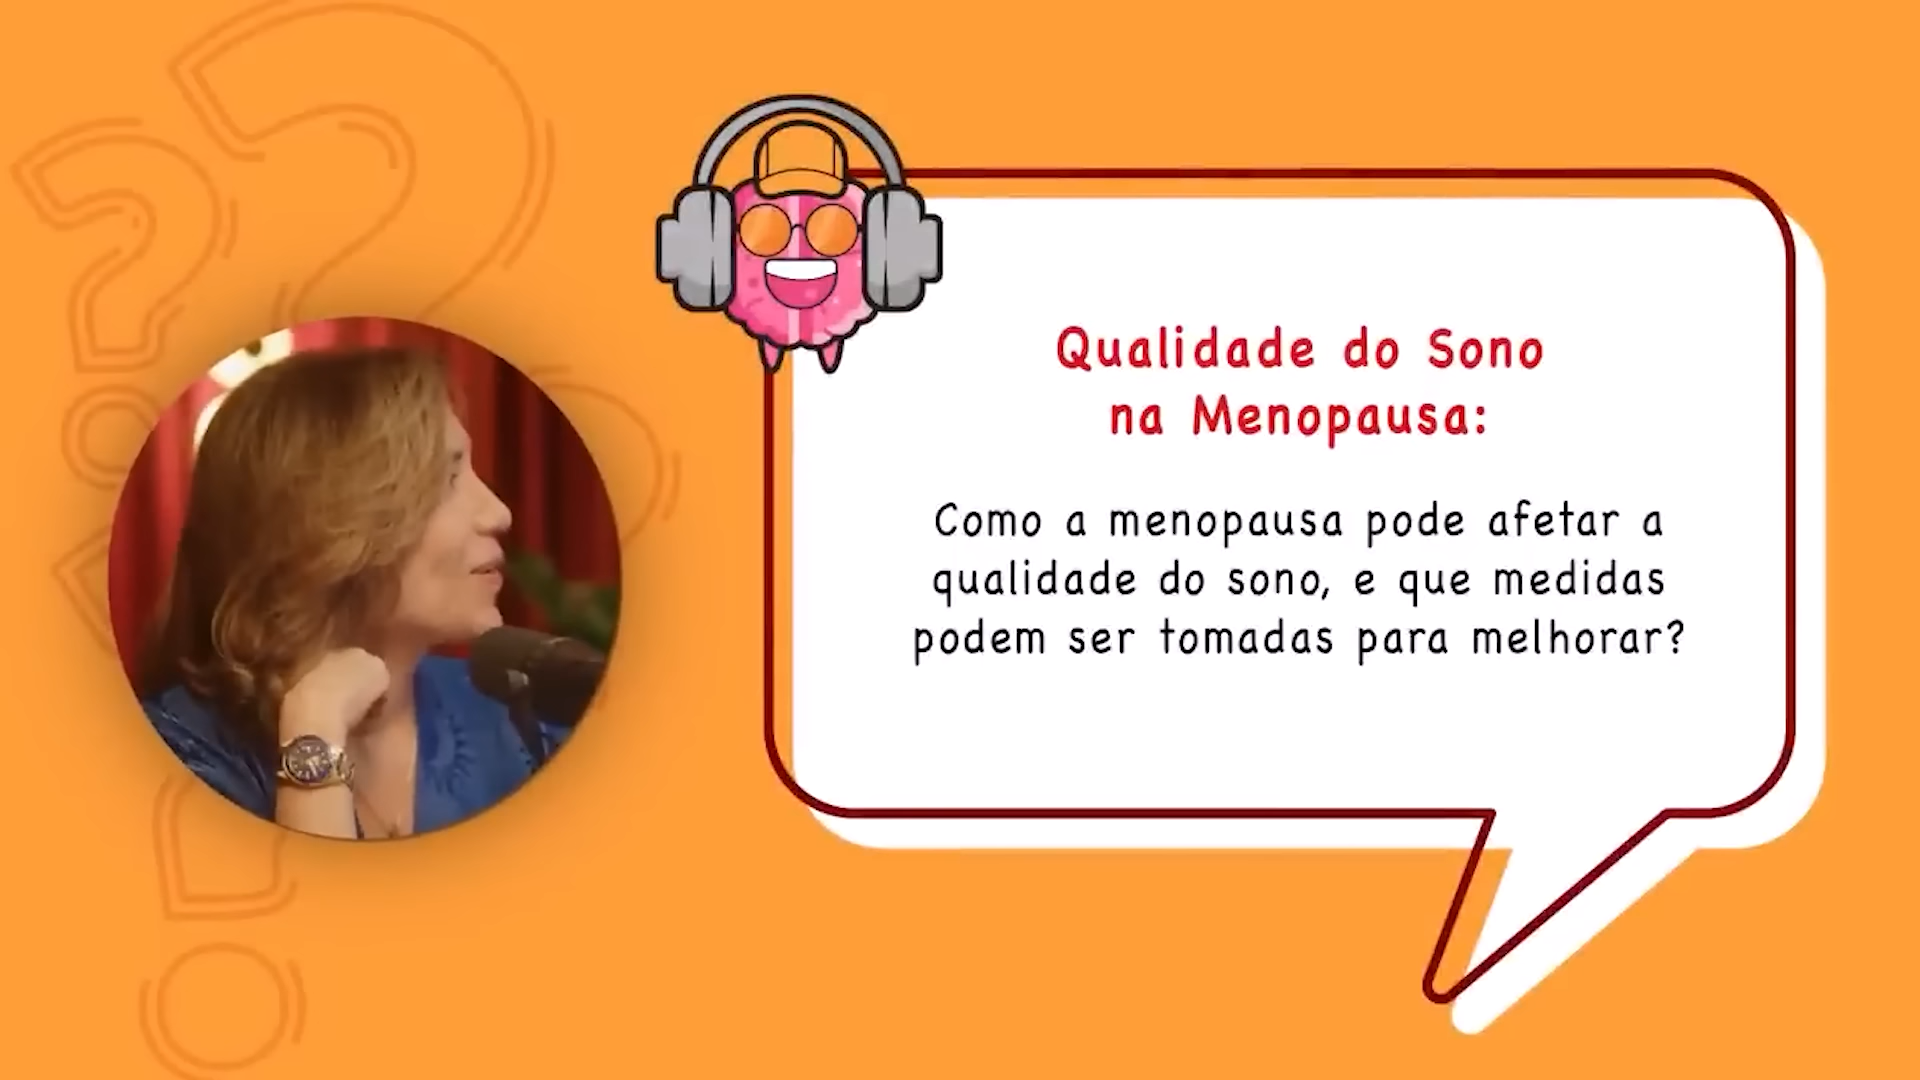 Qualidade do Sono
na Menopausa:
Como a menopausa pode afetar a
qualidade do sono, e que medidas
podem ser tomadas para melhorar?